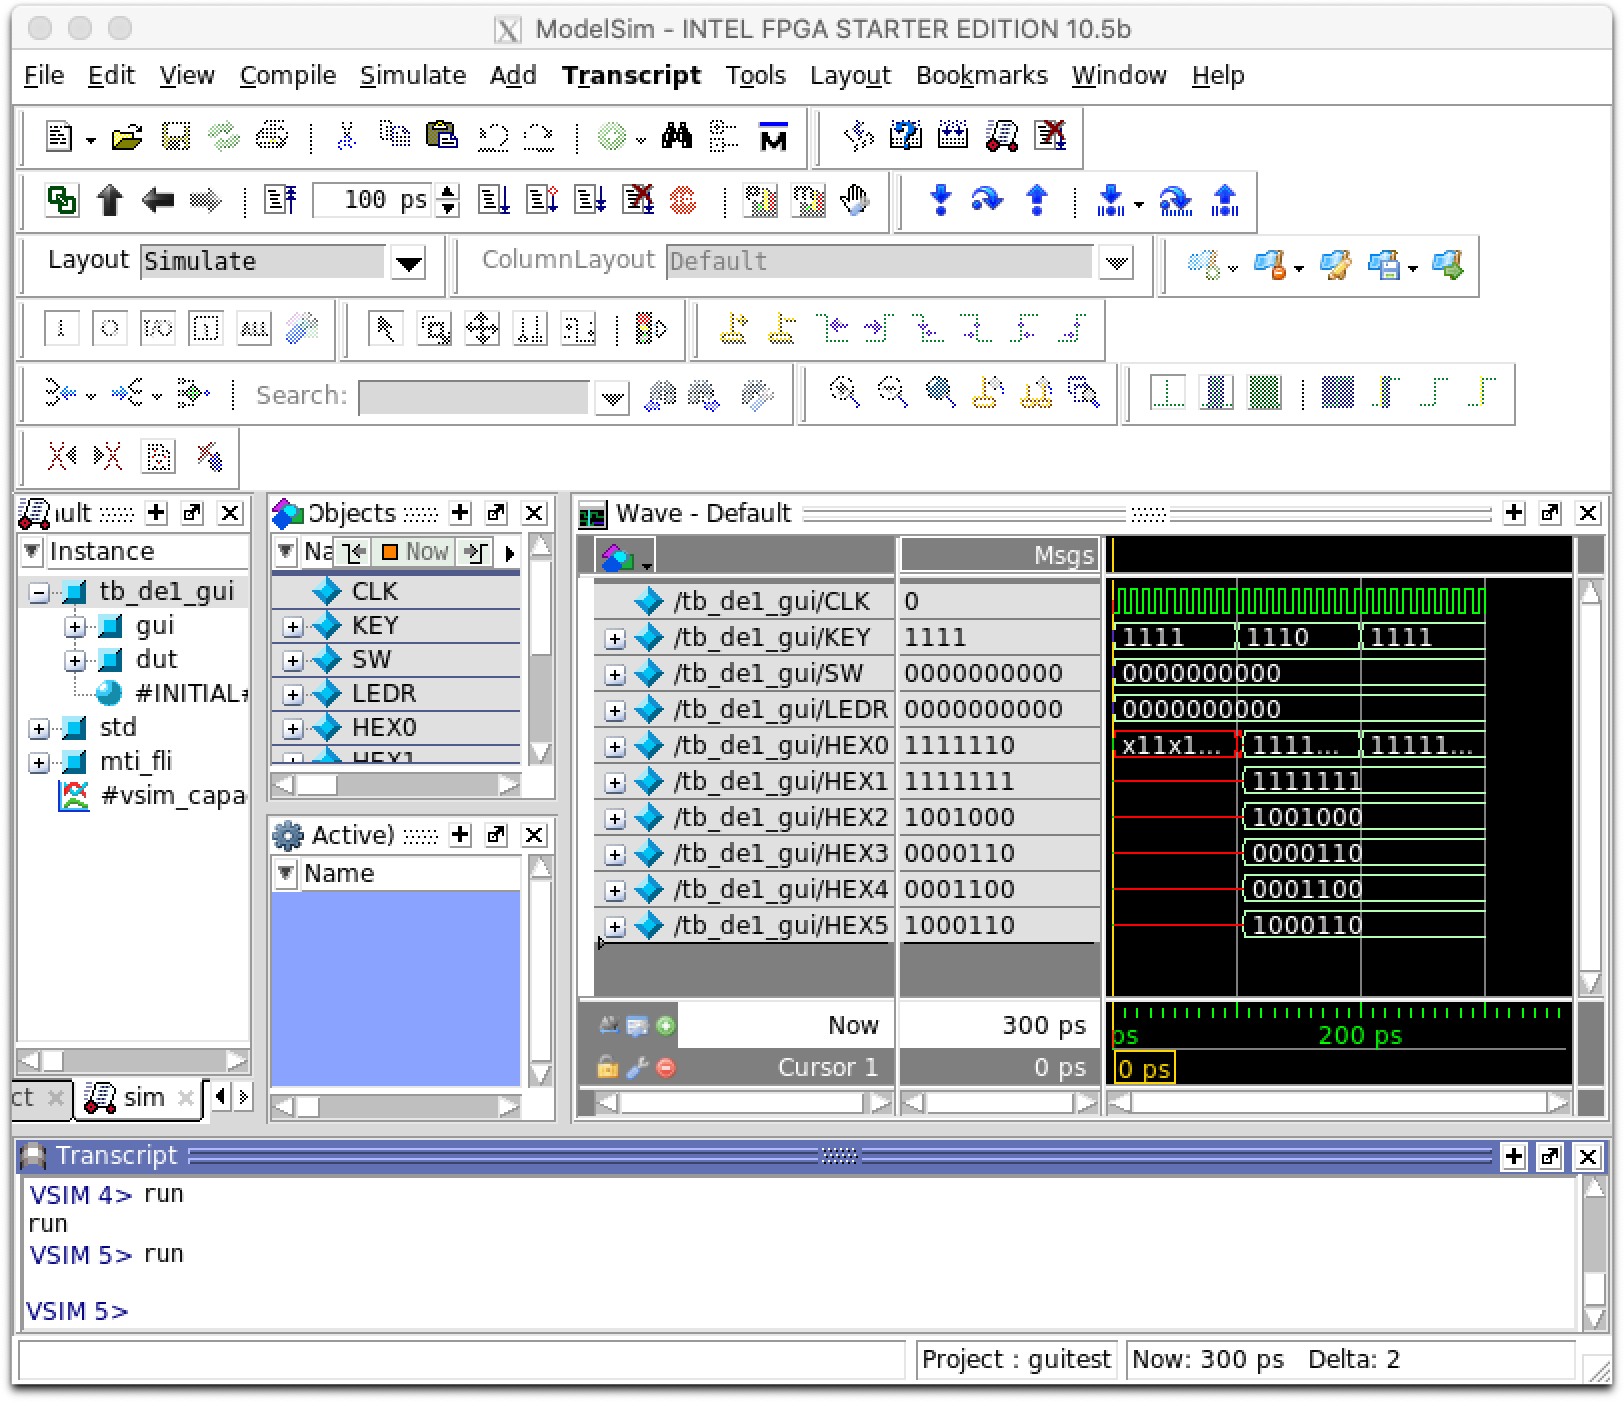 ModelSim - INTEL FPGA STARTER EDITION 10.5b
File Edit View Compile Simulate Add Transcript Tools Layout Bookmarks Window Help
M
100 ps
Layout Simulate ColumnLayout Default
I O I/O ALL
Search:
ault
Instance
tb_de1_gui
gui
dut
#INITIAL#
std
mti_fli
#vsim_capa
ct sim
Objects
Na Now
CLK
KEY
SW
LEDR
HEX0
HEX1
Active)
Name
Wave - Default
Msgs
/tb_de1_gui/CLK 0
/tb_de1_gui/KEY 1111 1111 1110 1111
/tb_de1_gui/SW 0000000000 0000000000
/tb_de1_gui/LEDR 0000000000 0000000000
/tb_de1_gui/HEX0 1111110 x11x1... 1111... 11111...
/tb_de1_gui/HEX1 1111111 1111111
/tb_de1_gui/HEX2 1001000 1001000
/tb_de1_gui/HEX3 0000110 0000110
/tb_de1_gui/HEX4 0001100 0001100
/tb_de1_gui/HEX5 1000110 1000110
Now 300 ps ps 200 ps
Cursor 1 0 ps 0 ps
Transcript
VSIM 4> run
run
VSIM 5> run
VSIM 5>
Project : guitest Now: 300 ps Delta: 2